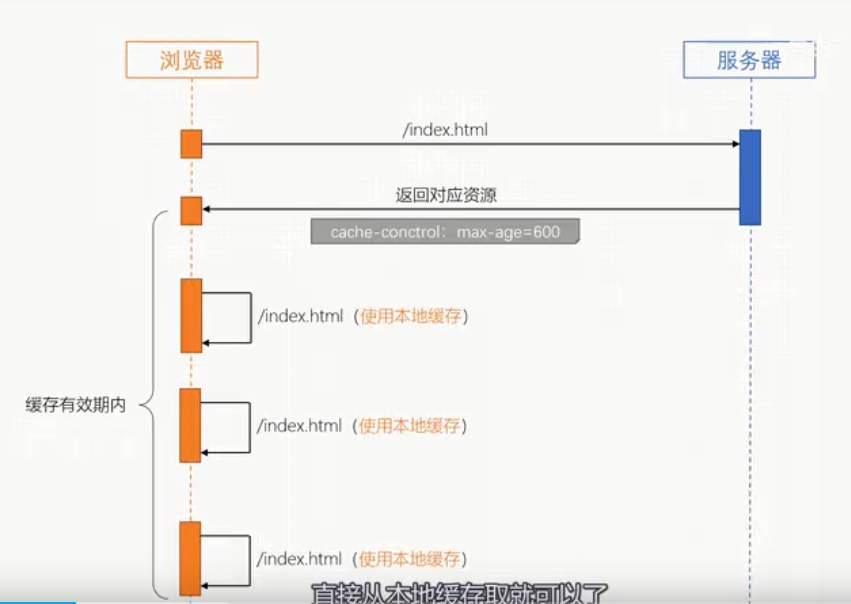 浏览器
服务器
/index.html
返回对应资源
cache-conctrol：max-age=600
/index.html（使用本地缓存）
缓存有效期内
/index.html（使用本地缓存）
/index.html（使用本地缓存）
直接从本地缓存取就可以了